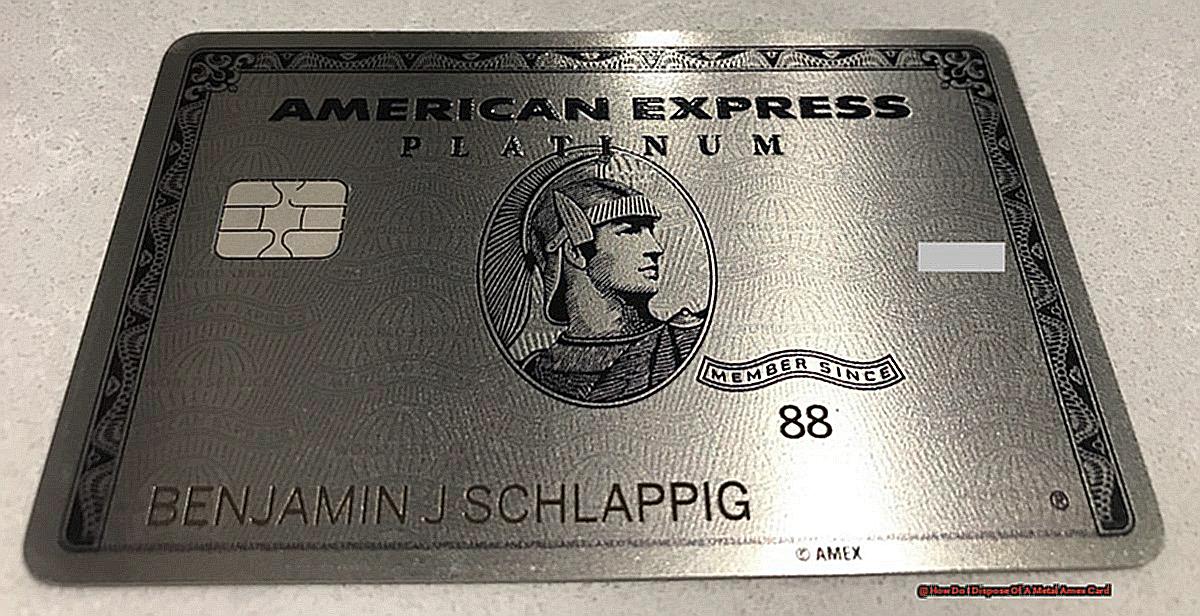 AMERICAN EXPRESS
PLATINUM
MEMBER SINCE
88
BENJAMIN J SCHLAPPIG
®
© AMEX
@ How Do I Dispose Of A Metal Amex Card